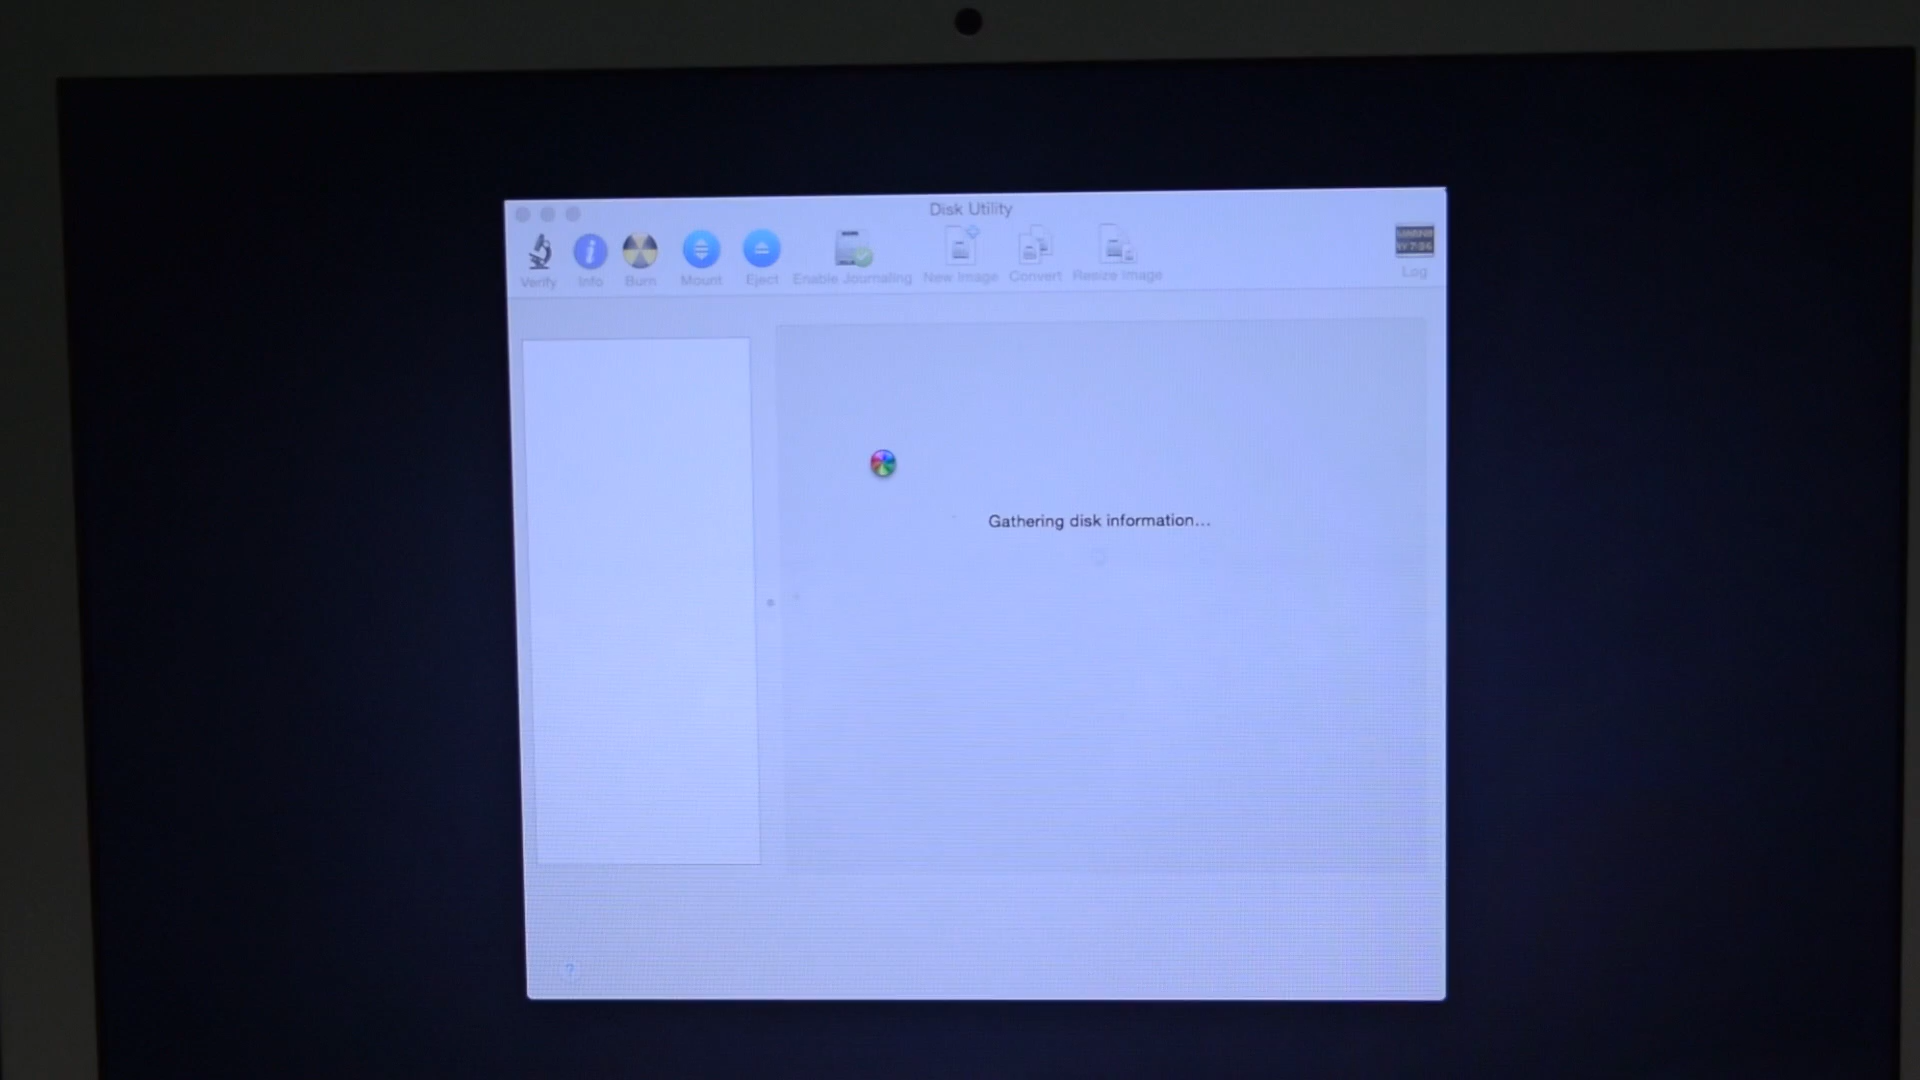 Disk Utility
Verify Info Burn Mount Eject Enable Journaling New Image Convert Resize Image Log
Gathering disk information...
?